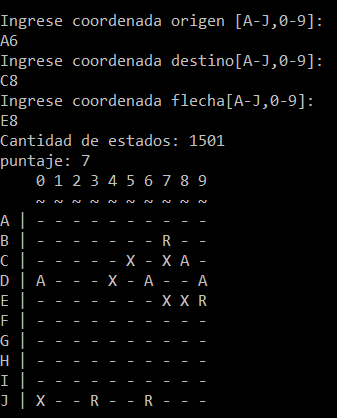 Ingrese coordenada origen [A-J,0-9]:
A6
Ingrese coordenada destino[A-J,0-9]:
C8
Ingrese coordenada flecha[A-J,0-9]:
E8
Cantidad de estados: 1501
puntaje: 7
    0 1 2 3 4 5 6 7 8 9
    ~ ~ ~ ~ ~ ~ ~ ~ ~ ~
A | - - - - - - - - - -
B | - - - - - - - R - -
C | - - - - - X - X A -
D | A - - - X - A - - A
E | - - - - - - - X X R
F | - - - - - - - - - -
G | - - - - - - - - - -
H | - - - - - - - - - -
I | - - - - - - - - - -
J | X - - R - - R - - -